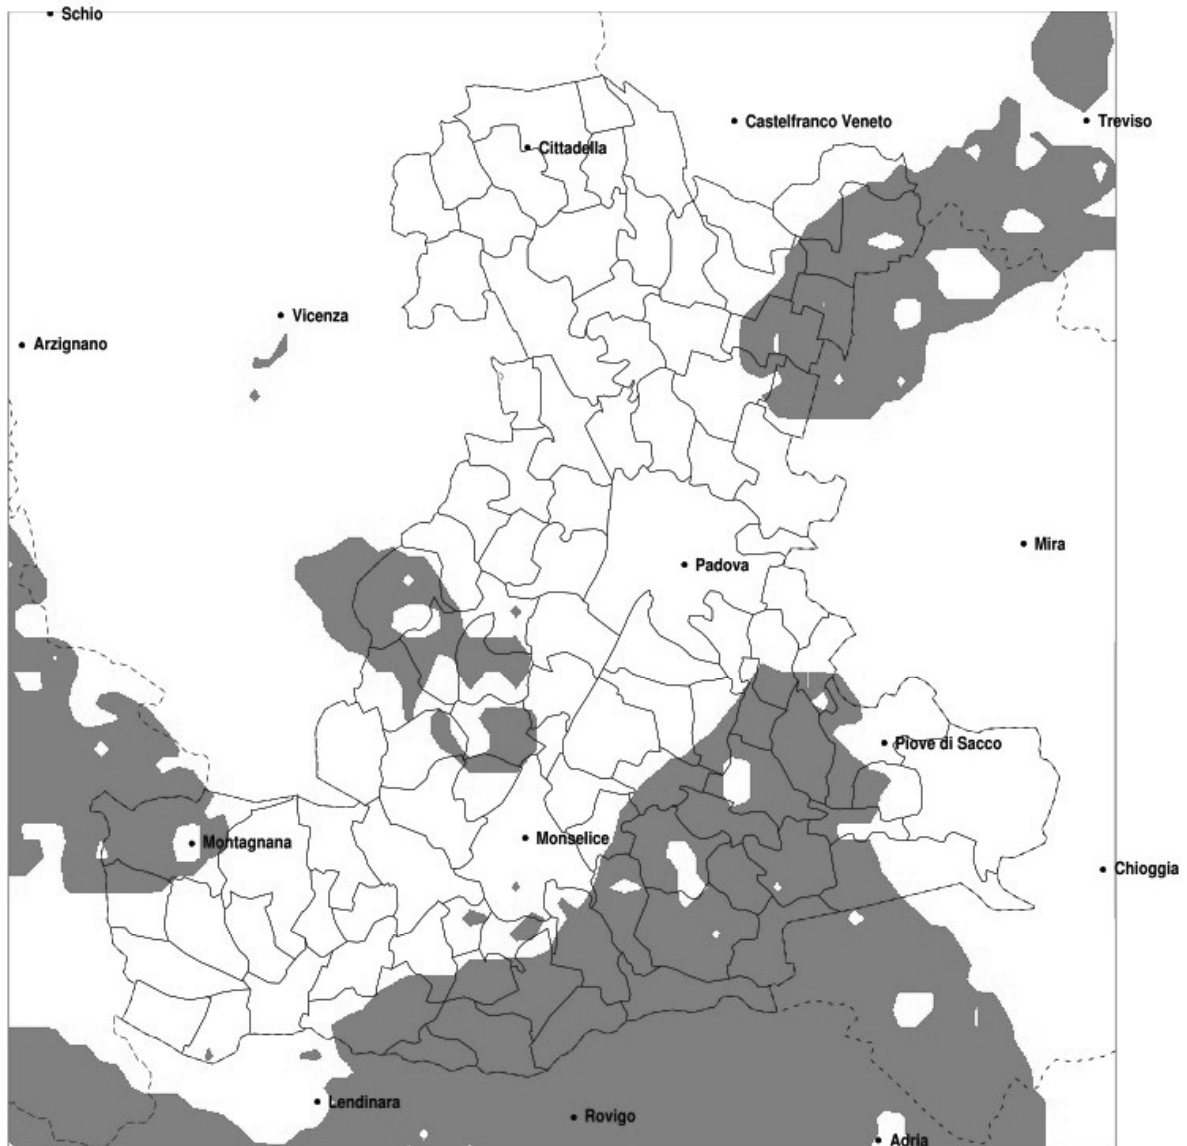 Schio
Castelfranco Veneto
Treviso
Cittadella
Vicenza
Arzignano
Mira
Padova
Piove di Sacco
Monselice
Montagnana
Chioggia
Lendinara
Rovigo
Adria